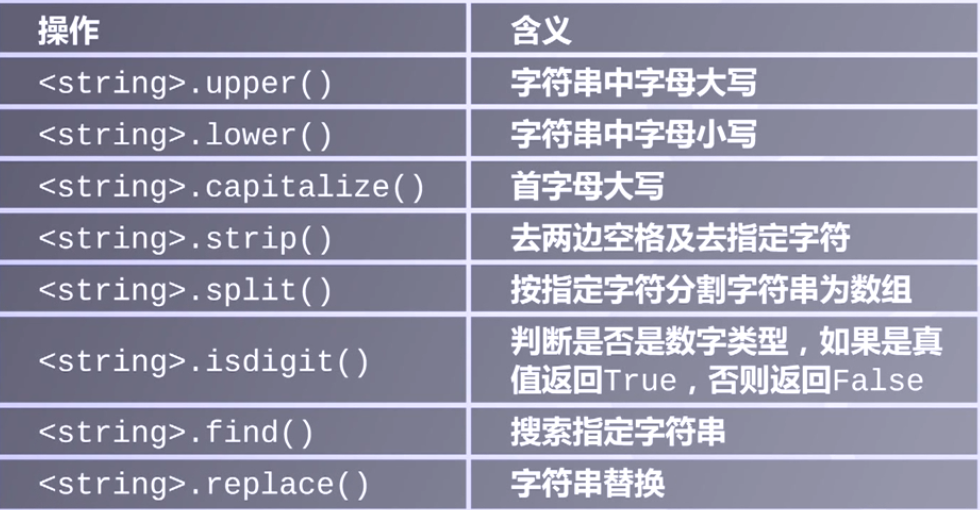 操作 含义
<string>.upper() 字符串中字母大写
<string>.lower() 字符串中字母小写
<string>.capitalize() 首字母大写
<string>.strip() 去两边空格及去指定字符
<string>.split() 按指定字符分割字符串为数组
<string>.isdigit() 判断是否是数字类型，如果是真
值返回True，否则返回False
<string>.find() 搜索指定字符串
<string>.replace() 字符串替换